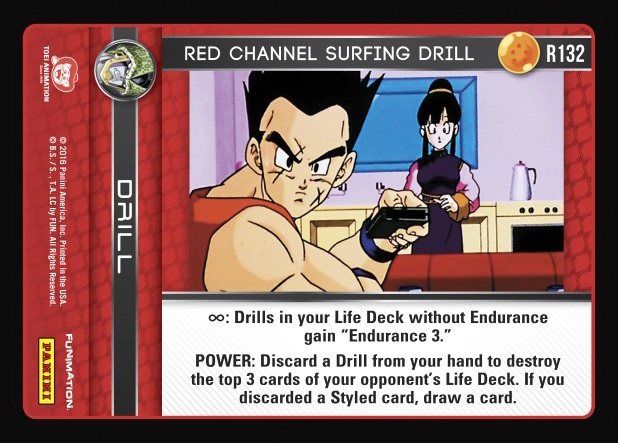 RED CHANNEL SURFING DRILL
R132
DRILL
∞: Drills in your Life Deck without Endurance
gain “Endurance 3.”
POWER: Discard a Drill from your hand to destroy
the top 3 cards of your opponent’s Life Deck. If you
discarded a Styled card, draw a card.
TOEI ANIMATION
© 2016 Panini America, Inc. Printed in the USA.
© B.S./S., T.A. LC by FUN. All Rights Reserved.
FUNIMATION
PANINI